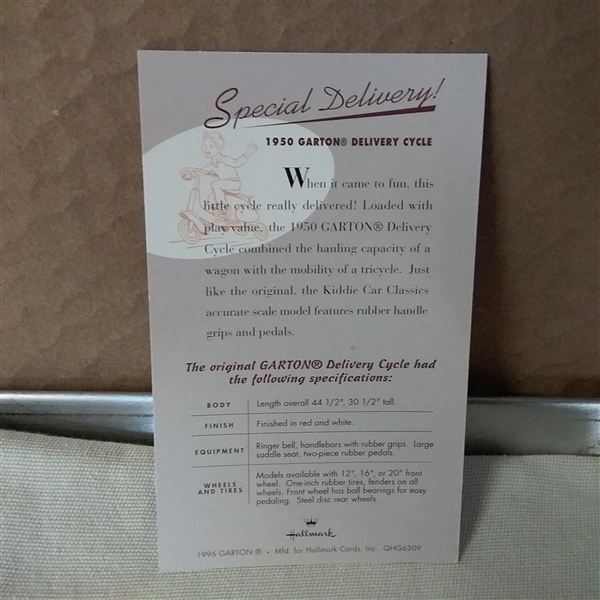 Special Delivery!
1950 GARTON® DELIVERY CYCLE
When it came to fun, this
little cycle really delivered! Loaded with
play value, the 1950 GARTON® Delivery
Cycle combined the hauling capacity of a
wagon with the mobility of a tricycle. Just
like the original, the Kiddie Car Classics
accurate scale model features rubber handle
grips and pedals.
The original GARTON® Delivery Cycle had
the following specifications:
BODY Length overall 44 1/2", 30 1/2" tall.
FINISH Finished in red and white.
EQUIPMENT Ringer bell, handlebars with rubber grips. Large
saddle seat, two-piece rubber pedals.
WHEELS AND TIRES Models available with 12", 16", or 20" front
wheel. One-inch rubber tires, fenders on all
wheels. Front wheel has ball bearings for easy
pedaling. Steel disc rear wheels.
Hallmark
1996 GARTON ® • Mfd. for Hallmark Cards, Inc. QHG6309